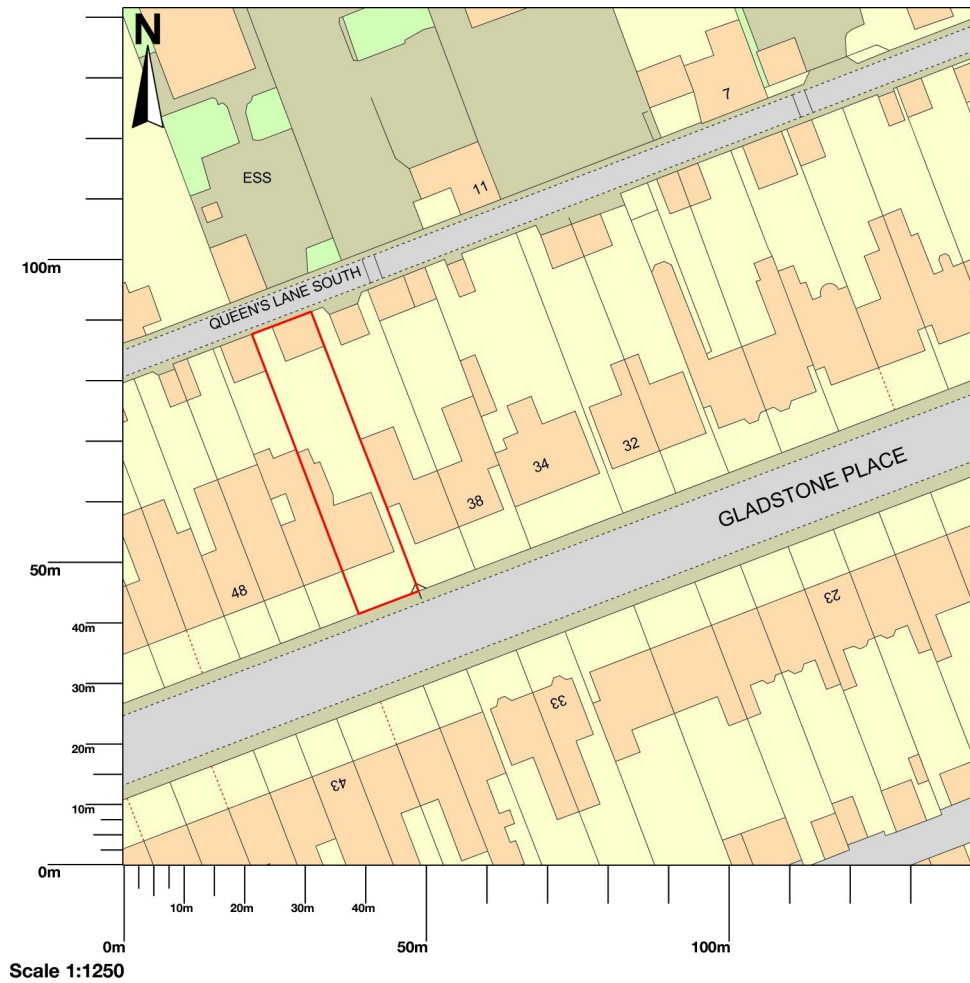 N
7
ESS
11
100m
QUEEN'S LANE SOUTH
32
34
GLADSTONE PLACE
38
50m
48
23
40m
30m
33
20m
43
10m
0m
10m
20m
30m
40m
0m
50m
100m
Scale 1:1250